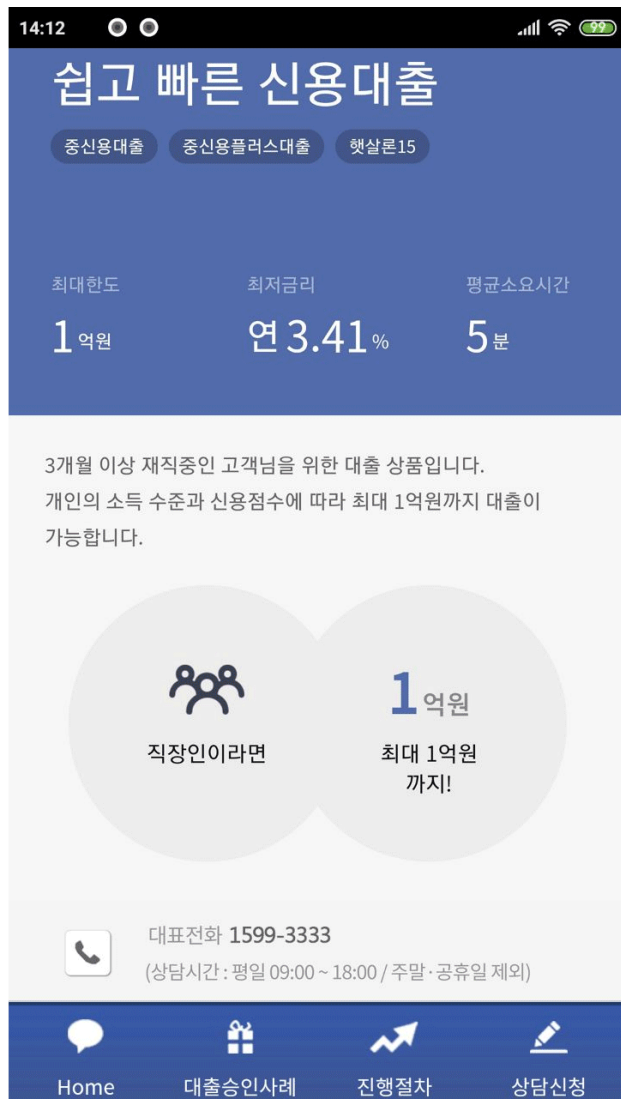 14:12
99
쉽고 빠른 신용대출
중신용대출 중신용플러스대출 햇살론15
최대한도 최저금리 평균소요시간
1억원 연 3.41% 5분
3개월 이상 재직중인 고객님을 위한 대출 상품입니다.
개인의 소득 수준과 신용점수에 따라 최대 1억원까지 대출이
가능합니다.
직장인이라면
1억원
최대 1억원
까지!
대표전화 1599-3333
(상담시간 : 평일 09:00 ~ 18:00 / 주말·공휴일 제외)
Home 대출승인사례 진행절차 상담신청